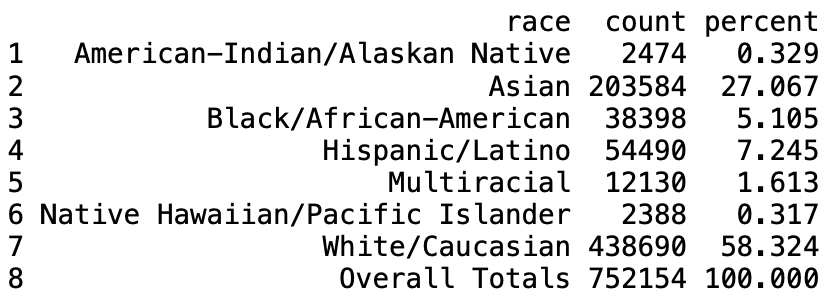 race count percent
1 American-Indian/Alaskan Native 2474 0.329
2 Asian 203584 27.067
3 Black/African-American 38398 5.105
4 Hispanic/Latino 54490 7.245
5 Multiracial 12130 1.613
6 Native Hawaiian/Pacific Islander 2388 0.317
7 White/Caucasian 438690 58.324
8 Overall Totals 752154 100.000